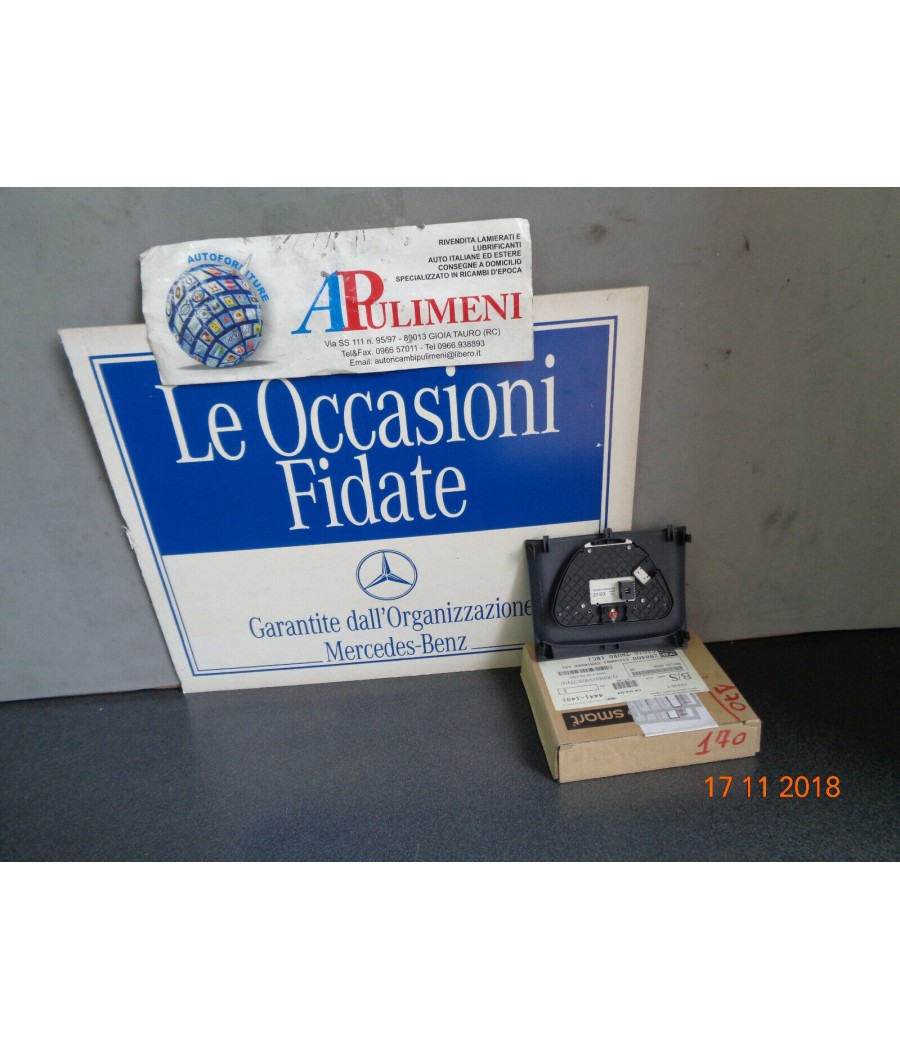 AUTOFORNITURE
RIVENDITA LAMIERATI E
LUBRIFICANTI
AUTO ITALIANE ED ESTERE
CONSEGNE A DOMICILIO
SPECIALIZZATO IN RICAMBI D'EPOCA
APULIMENI
Via SS 111 n. 95/97 - 89013 GIOIA TAURO (RC)
Tel&Fax. 0966 57011 - Tel 0966.938893
Email: autoricambipulimeni@libero.it
Le Occasioni
Fidate
Garantite dall'Organizzazione
Mercedes-Benz
B/S
smart
170
170
17 11 2018